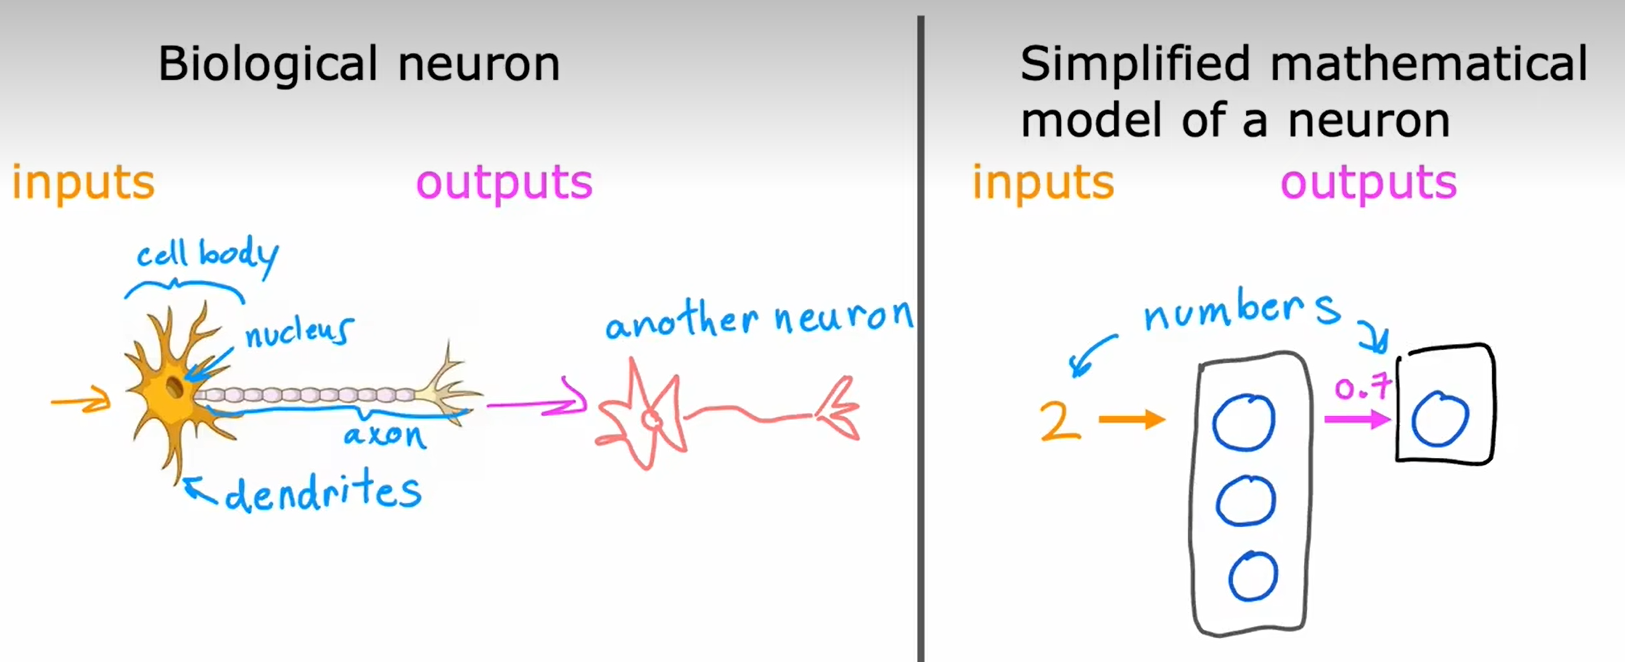 Biological neuron
inputs
outputs
cell body
nucleus
axon
dendrites
another neuron
Simplified mathematical
model of a neuron
inputs
outputs
numbers
2
0.7